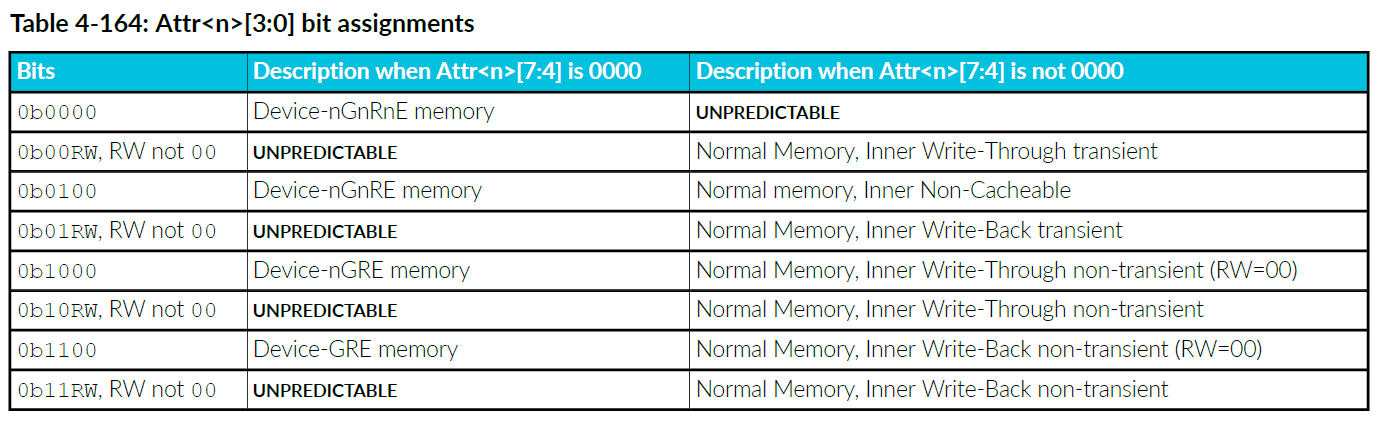 Table 4-164: Attr<n>[3:0] bit assignments
Bits Description when Attr<n>[7:4] is 0000 Description when Attr<n>[7:4] is not 0000
0b0000 Device-nGnRnE memory UNPREDICTABLE
0b00RW, RW not 00 UNPREDICTABLE Normal Memory, Inner Write-Through transient
0b0100 Device-nGnRE memory Normal memory, Inner Non-Cacheable
0b01RW, RW not 00 UNPREDICTABLE Normal Memory, Inner Write-Back transient
0b1000 Device-nGRE memory Normal Memory, Inner Write-Through non-transient (RW=00)
0b10RW, RW not 00 UNPREDICTABLE Normal Memory, Inner Write-Through non-transient
0b1100 Device-GRE memory Normal Memory, Inner Write-Back non-transient (RW=00)
0b11RW, RW not 00 UNPREDICTABLE Normal Memory, Inner Write-Back non-transient